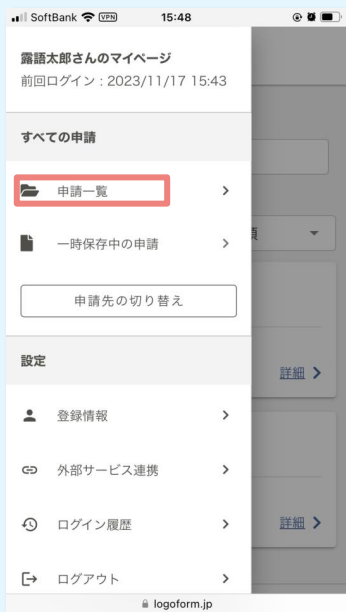 SoftBank VPN 15:48
露語太郎さんのマイページ
前回ログイン：2023/11/17 15:43
すべての申請
申請一覧
一時保存中の申請
順
申請先の切り替え
設定
詳細
登録情報
外部サービス連携
ログイン履歴
詳細
ログアウト
logoform.jp